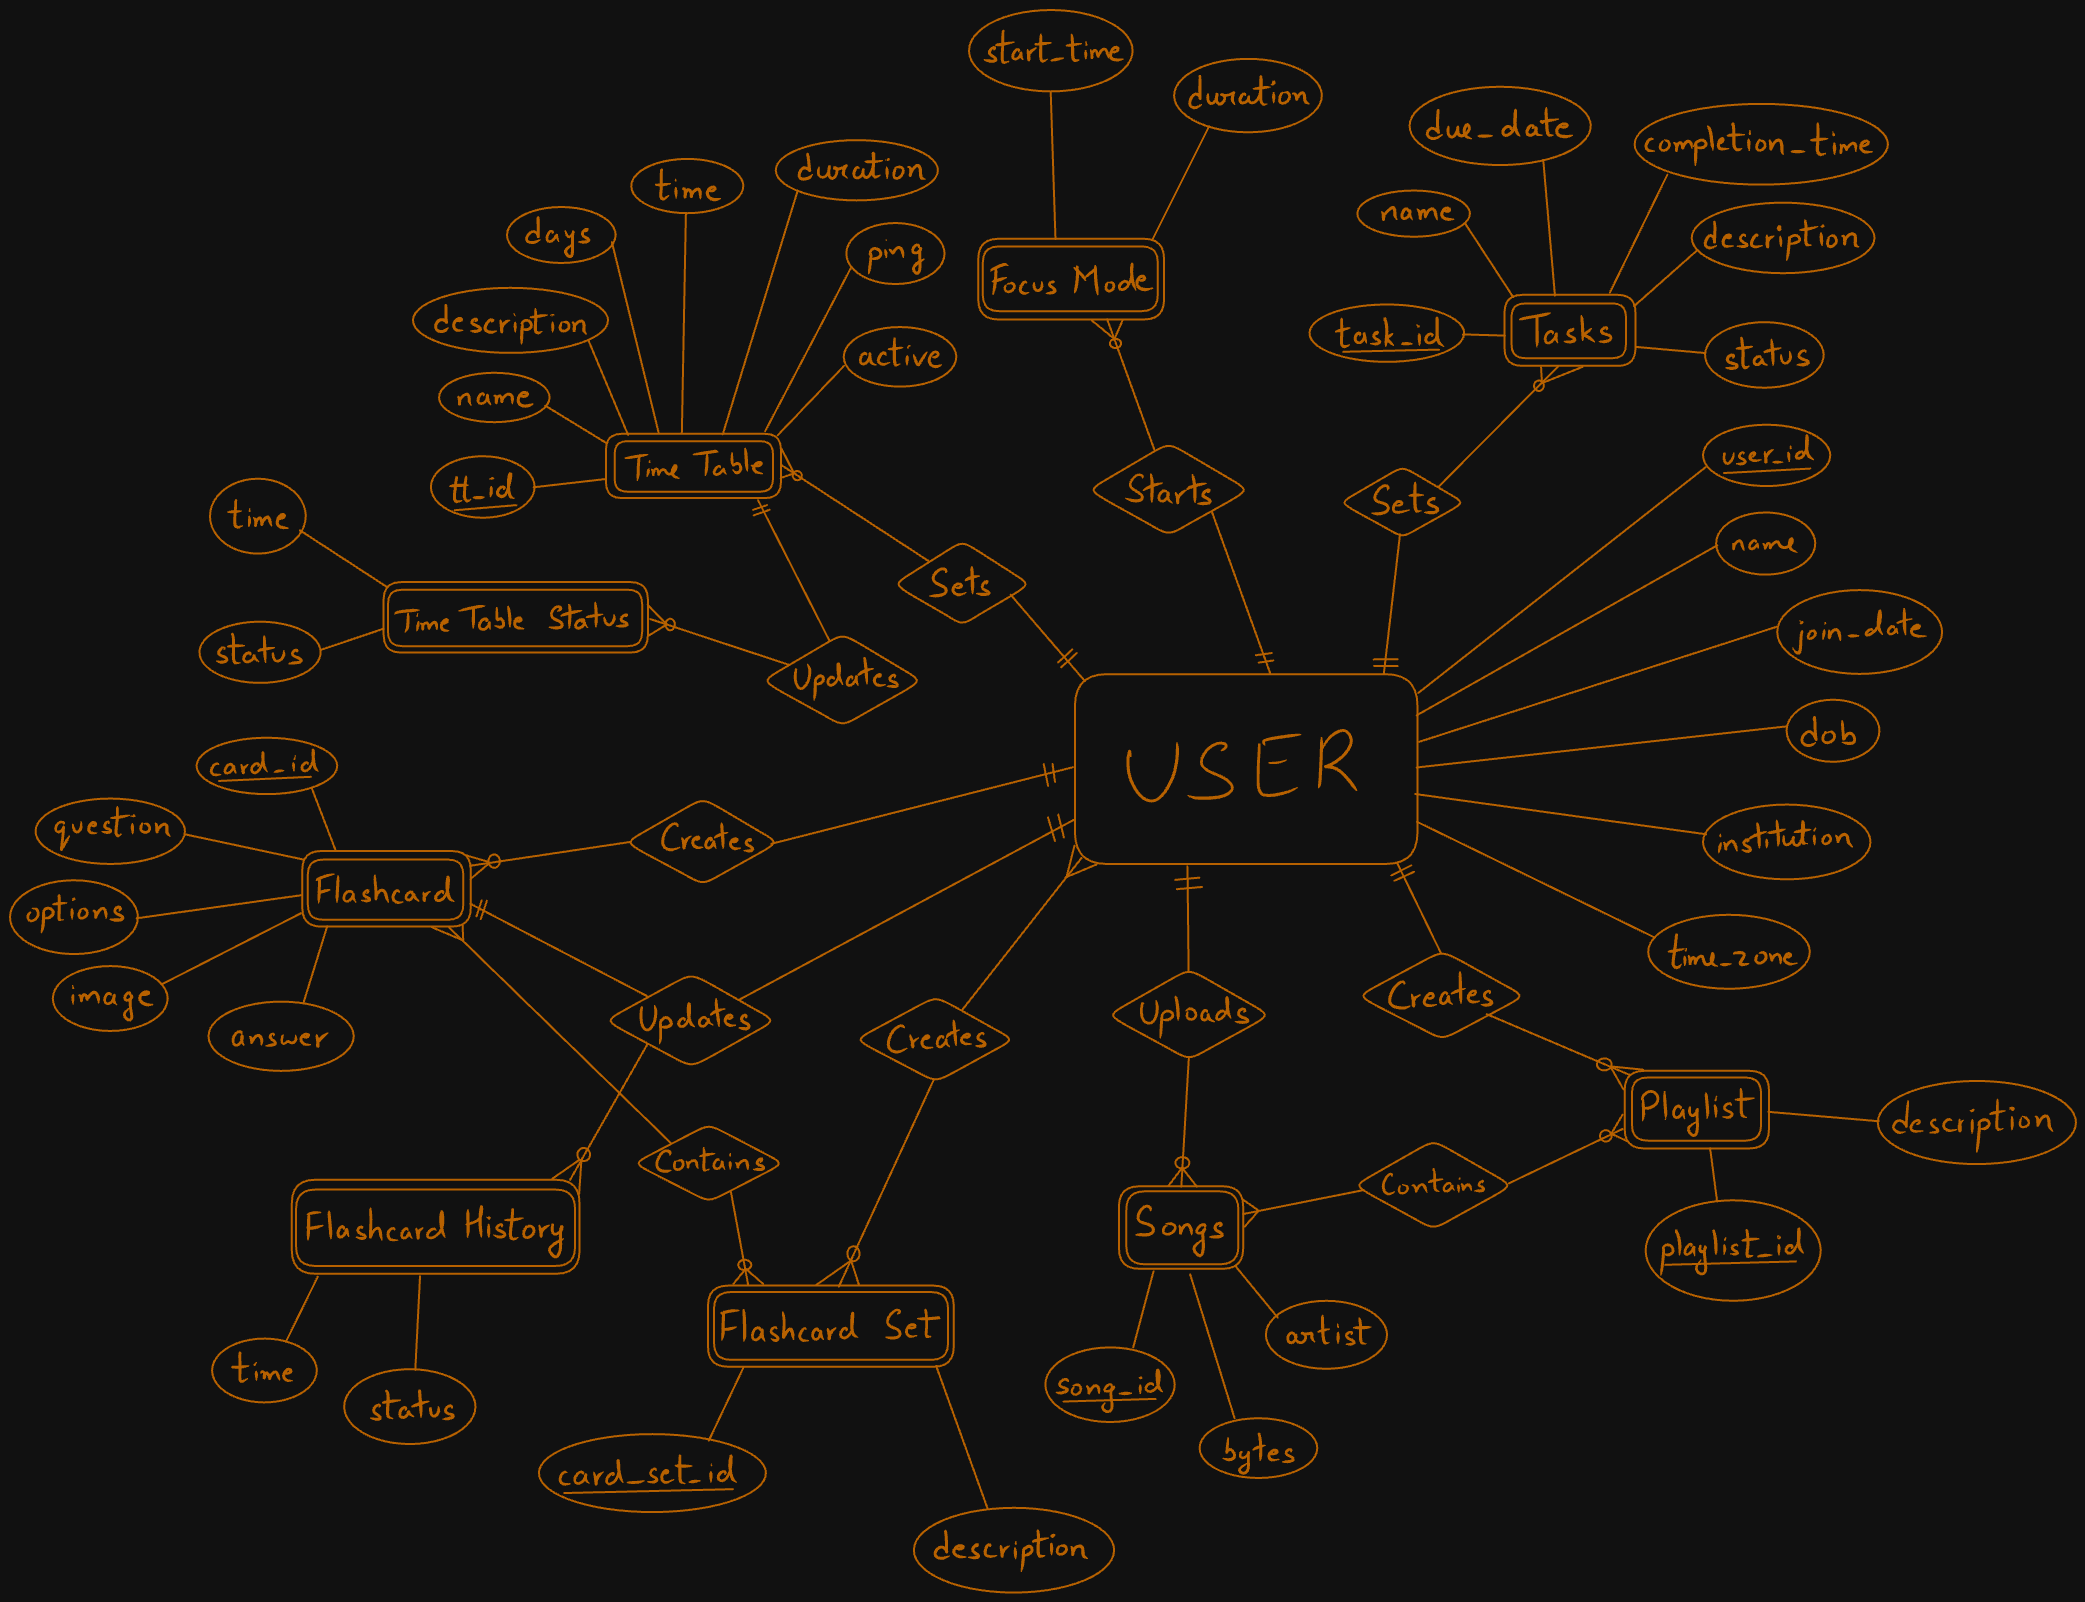 start_time
duration
due_date
completion_time
name
description
task_id
Tasks
status
Focus Mode
time
duration
days
ping
description
active
name
Time Table
tt_id
time
Time Table Status
status
Sets
Starts
Sets
Updates
user_id
name
join_date
dob
institution
time_zone
USER
card_id
question
options
image
answer
Flashcard
Creates
Updates
Creates
Uploads
Creates
Contains
Contains
Playlist
description
playlist_id
Flashcard History
time
status
Flashcard Set
card_set_id
description
Songs
song_id
bytes
artist